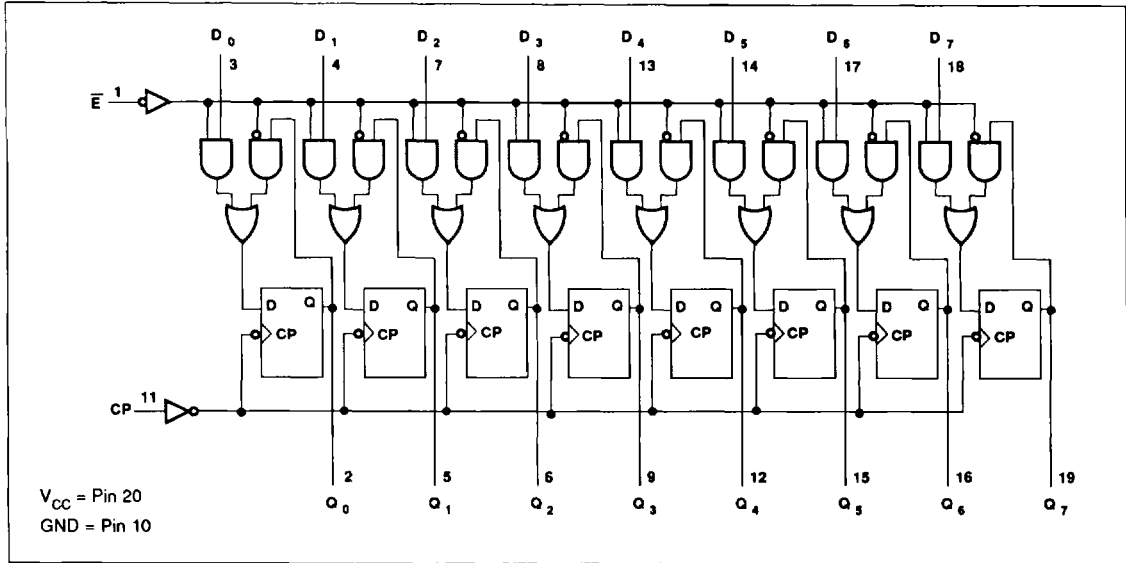 D0 D1 D2 D3 D4 D5 D6 D7
3 4 7 8 13 14 17 18
E̅ 1
D Q D Q D Q D Q D Q D Q D Q D Q
CP CP CP CP CP CP CP CP
CP 11
2 5 6 9 12 15 16 19
Q0 Q1 Q2 Q3 Q4 Q5 Q6 Q7
VCC = Pin 20
GND = Pin 10